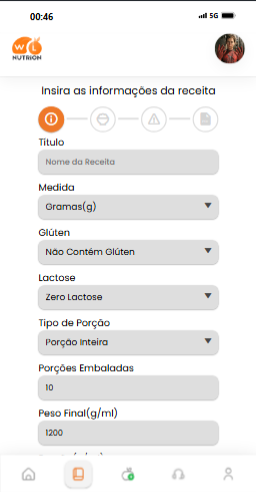 00:46
5G
WL
NUTRION
Insira as informações da receita
Título
Nome da Receita
Medida
Gramas(g)
Glúten
Não Contém Glúten
Lactose
Zero Lactose
Tipo de Porção
Porção Inteira
Porções Embaladas
10
Peso Final(g/ml)
1200